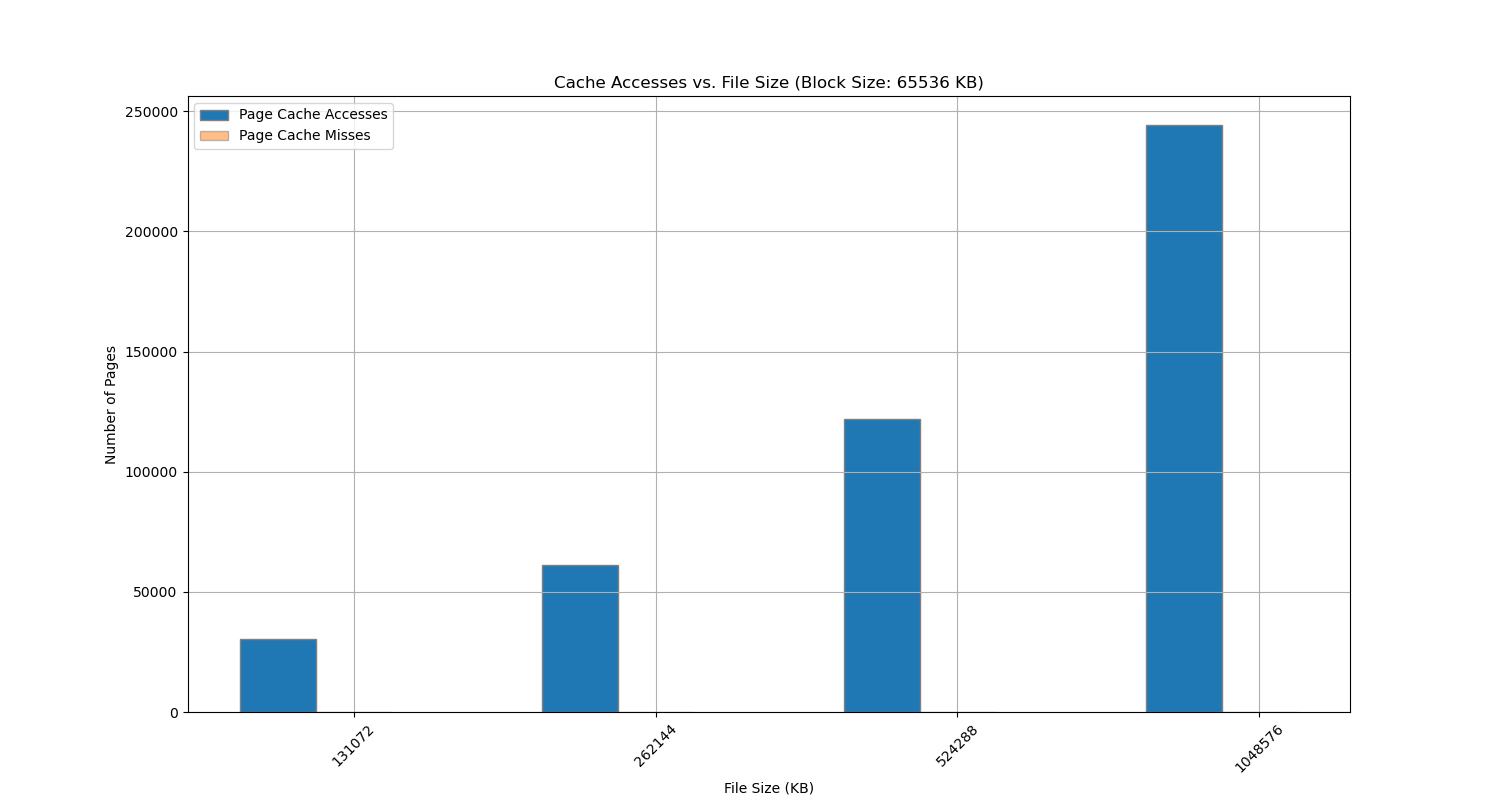 Cache Accesses vs. File Size (Block Size: 65536 KB)
Page Cache Accesses
Page Cache Misses
Number of Pages
250000
200000
150000
100000
50000
0
131072
262144
524288
1048576
File Size (KB)